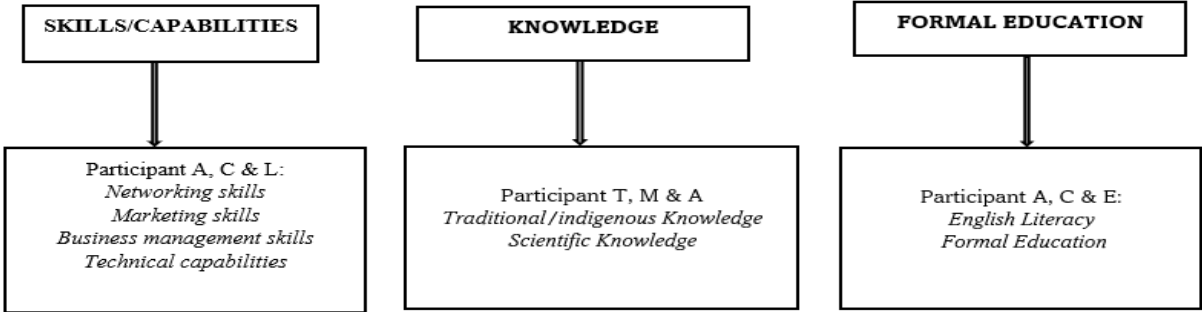 SKILLS/CAPABILITIES
Participant A, C & L:
Networking skills
Marketing skills
Business management skills
Technical capabilities
KNOWLEDGE
Participant T, M & A
Traditional/indigenous Knowledge
Scientific Knowledge
FORMAL EDUCATION
Participant A, C & E:
English Literacy
Formal Education